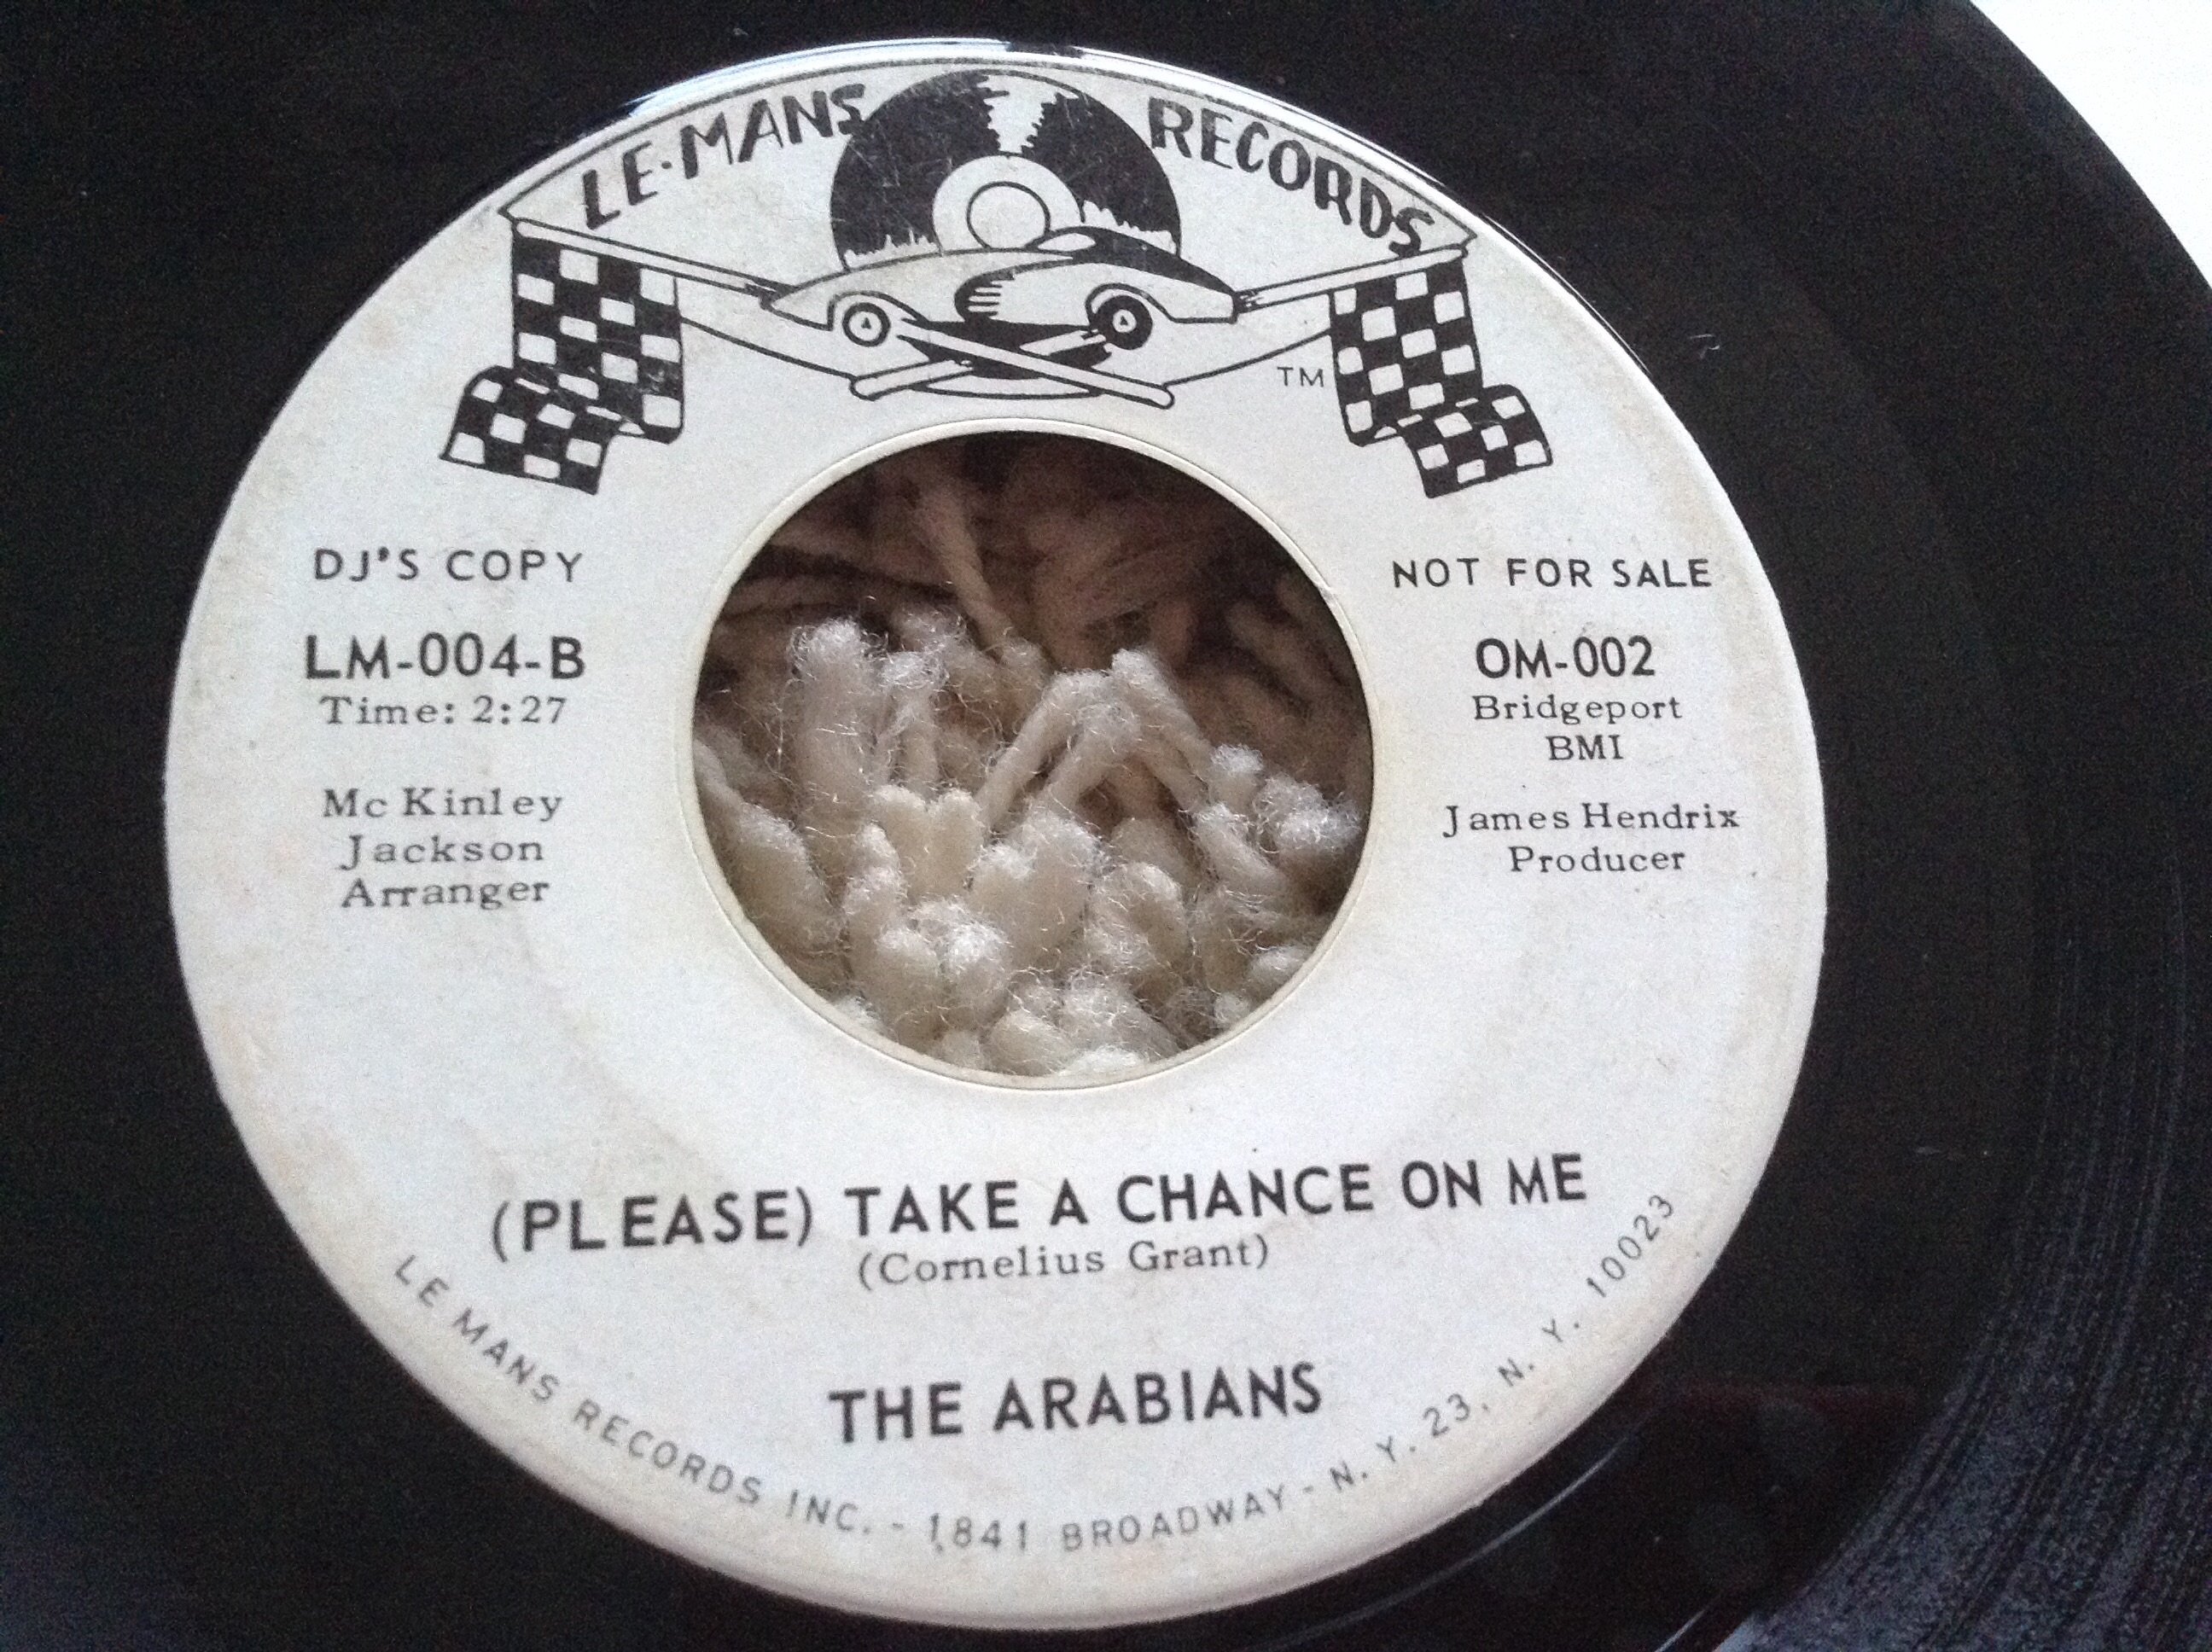 LE·MANS RECORDS
TM
DJ'S COPY
LM-004-B
Time: 2:27
Mc Kinley
Jackson
Arranger
NOT FOR SALE
OM-002
Bridgeport
BMI
James Hendrix
Producer
(PLEASE) TAKE A CHANCE ON ME
(Cornelius Grant)
THE ARABIANS
LE MANS RECORDS INC. - 1841 BROADWAY - N. Y. 23, N. Y. 10023